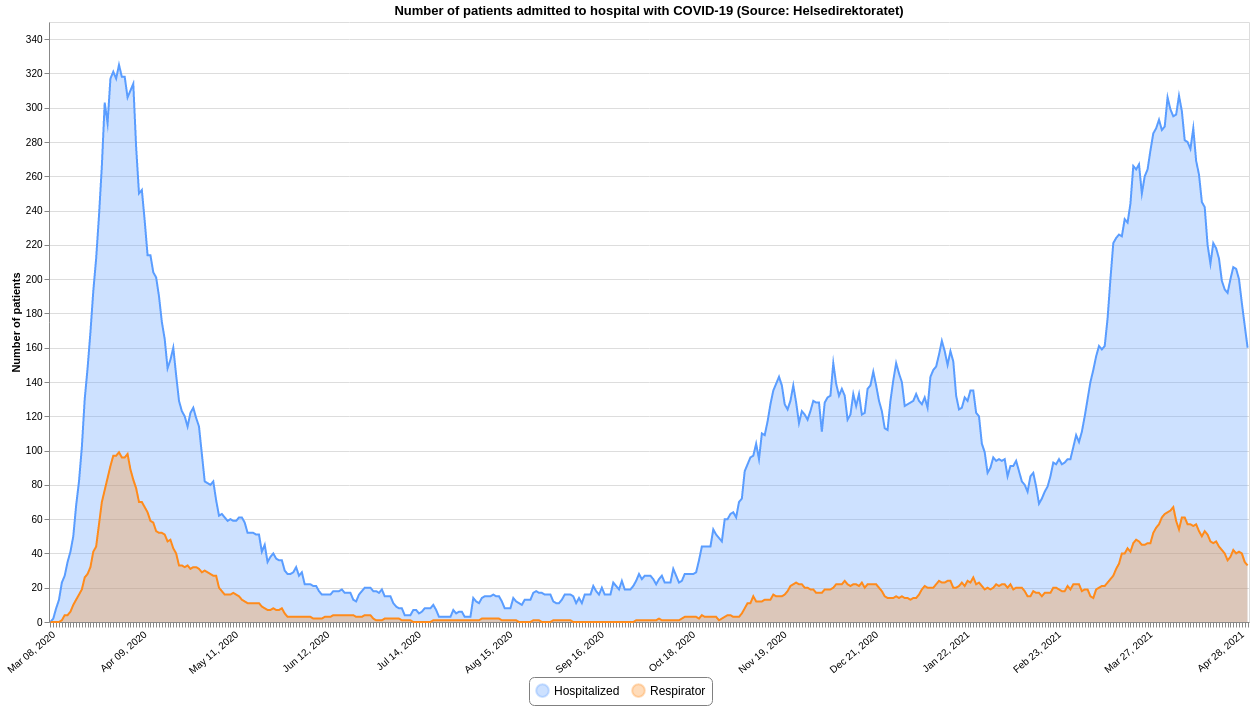 Number of patients admitted to hospital with COVID-19 (Source: Helsedirektoratet)
Number of patients
340
320
300
280
260
240
220
200
180
160
140
120
100
80
60
40
20
0
Mar 08, 2020
Apr 09, 2020
May 11, 2020
Jun 12, 2020
Jul 14, 2020
Aug 15, 2020
Sep 16, 2020
Oct 18, 2020
Nov 19, 2020
Dec 21, 2020
Jan 22, 2021
Feb 23, 2021
Mar 27, 2021
Apr 28, 2021
Hospitalized
Respirator